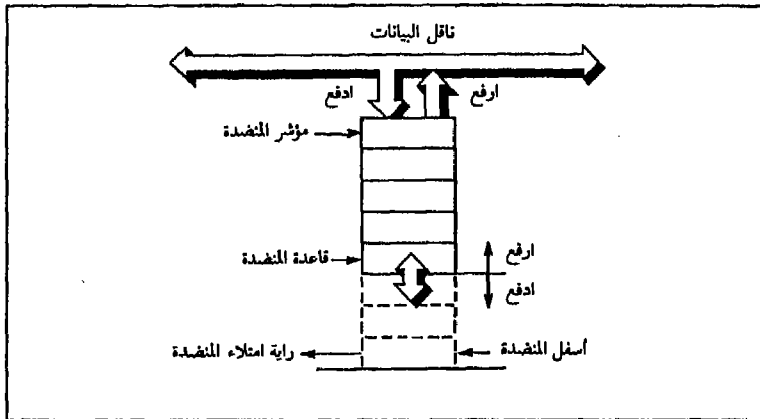 ناقل البيانات
ادفع
ارفع
مؤشر المنضدة
قاعدة المنضدة
ارفع
ادفع
أسفل المنضدة
راية امتلاء المنضدة